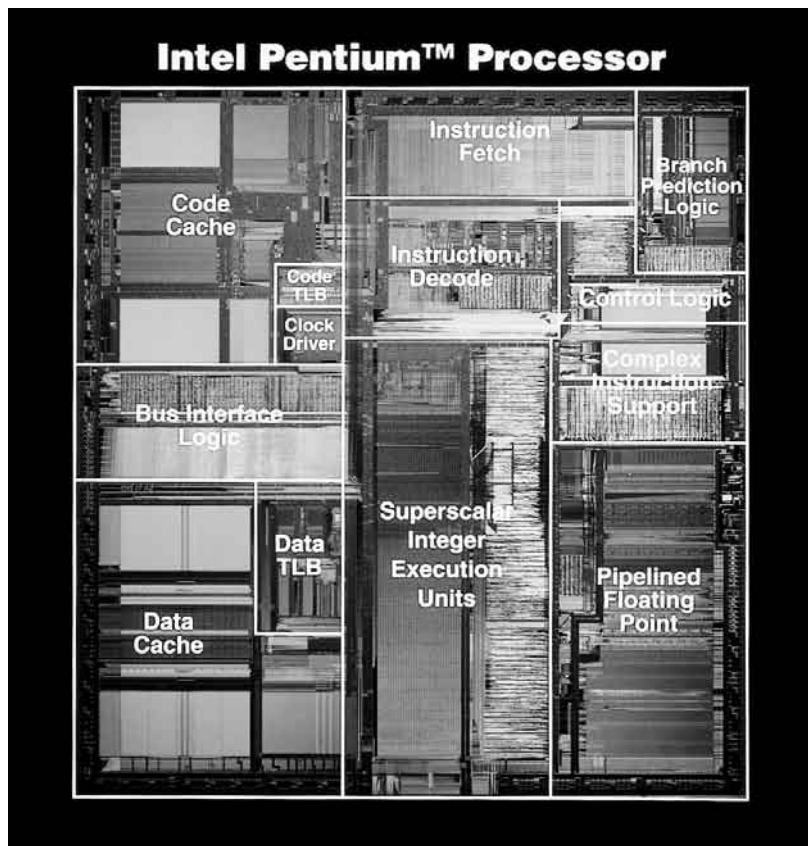 Intel Pentium™ Processor
Instruction
Fetch
Branch
Prediction
Logic
Code
Cache
Instruction
Decode
Code
TLB
Control Logic
Clock
Driver
Complex
Instruction
Support
Bus Interface
Logic
Superscalar
Integer
Execution
Units
Data
TLB
Pipelined
Floating
Point
Data
Cache